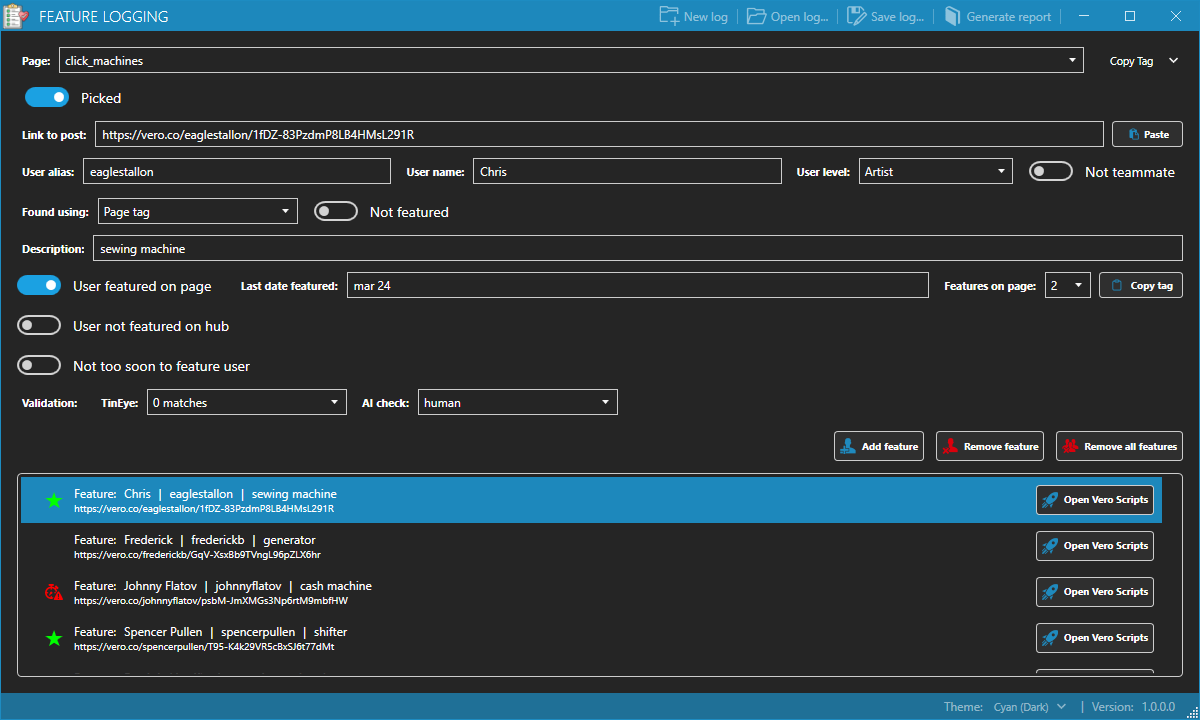 FEATURE LOGGING New log Open log... Save log... Generate report
Page: click_machines Copy Tag
Picked
Link to post: https://vero.co/eaglestallon/1fDZ-83PzdmP8LB4HMsL291R Paste
User alias: eaglestallon User name: Chris User level: Artist Not teammate
Found using: Page tag Not featured
Description: sewing machine
User featured on page Last date featured: mar 24 Features on page: 2 Copy tag
User not featured on hub
Not too soon to feature user
Validation: TinEye: 0 matches AI check: human
Add feature Remove feature Remove all features
Feature: Chris | eaglestallon | sewing machine
https://vero.co/eaglestallon/1fDZ-83PzdmP8LB4HMsL291R Open Vero Scripts
Feature: Frederick | frederickb | generator
https://vero.co/frederickb/GqV-XsxBb9TVngL96pZLX6hr Open Vero Scripts
Feature: Johnny Flatov | johnnyflatov | cash machine
https://vero.co/johnnyflatov/psbM-JmXMGs3Np6rtM9mbfHW Open Vero Scripts
Feature: Spencer Pullen | spencerpullen | shifter
https://vero.co/spencerpullen/T95-K4k29VR5cBxSJ6t77dMt Open Vero Scripts
Theme: Cyan (Dark) | Version: 1.0.0.0